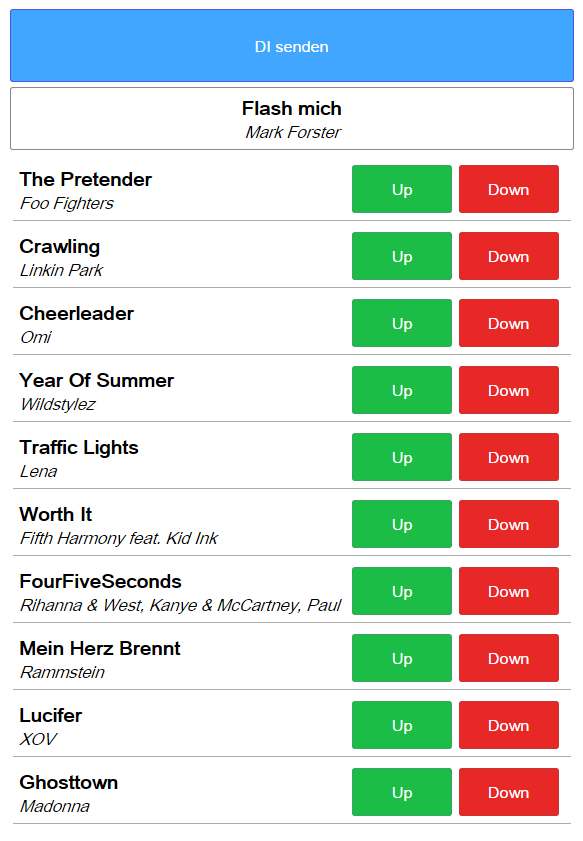 DI senden
Flash mich
Mark Forster
The Pretender
Foo Fighters
Up
Down
Crawling
Linkin Park
Up
Down
Cheerleader
Omi
Up
Down
Year Of Summer
Wildstylez
Up
Down
Traffic Lights
Lena
Up
Down
Worth It
Fifth Harmony feat. Kid Ink
Up
Down
FourFiveSeconds
Rihanna & West, Kanye & McCartney, Paul
Up
Down
Mein Herz Brennt
Rammstein
Up
Down
Lucifer
XOV
Up
Down
Ghosttown
Madonna
Up
Down